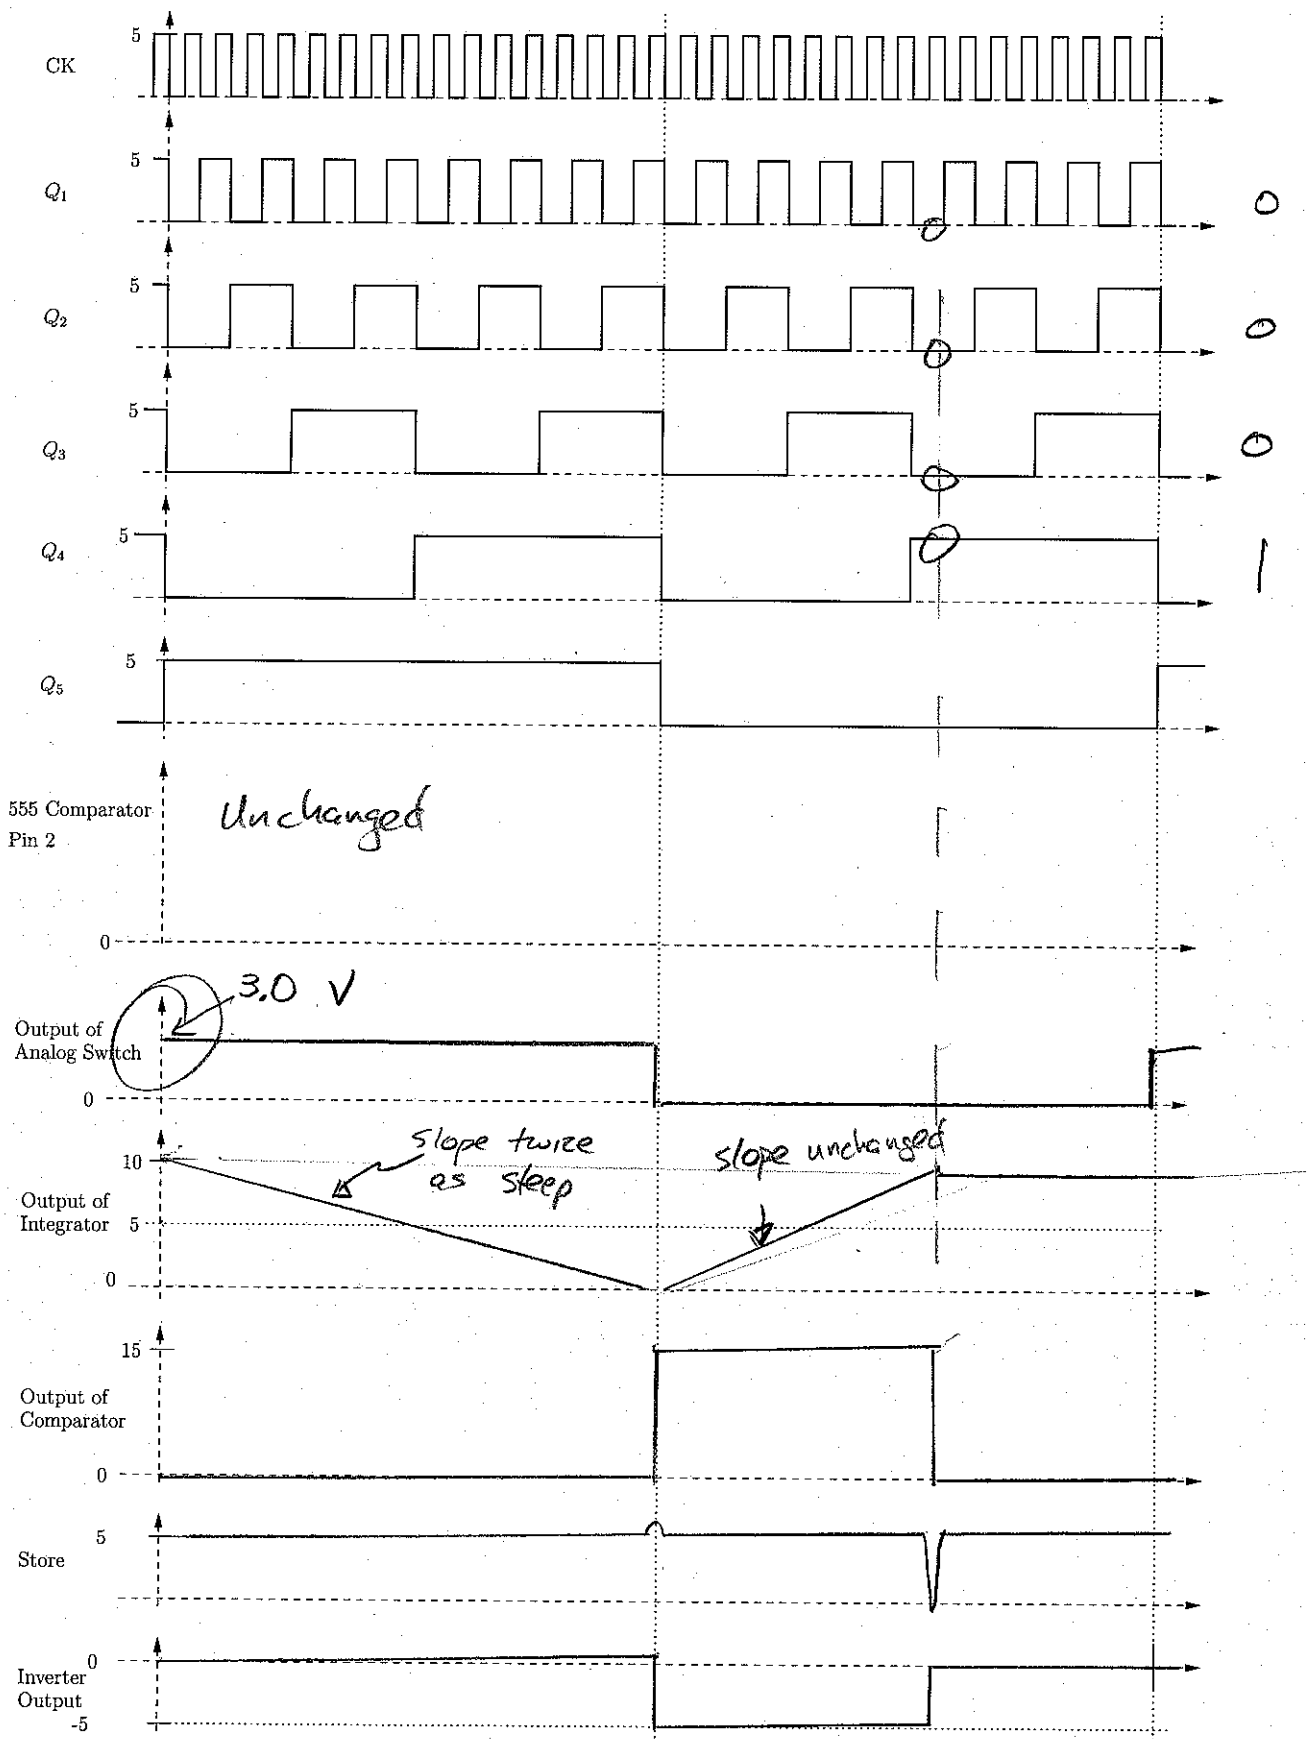 5
CK
5
Q1
0
5
Q2
0
5
Q3
0
5
Q4
1
5
Q5
555 Comparator
Pin 2
Unchanged
0
3.0 V
Output of
Analog Switch
0
slope twice
as steep
slope unchanged
10
Output of
Integrator
5
0
15
Output of
Comparator
0
5
Store
0
Inverter
Output
-5